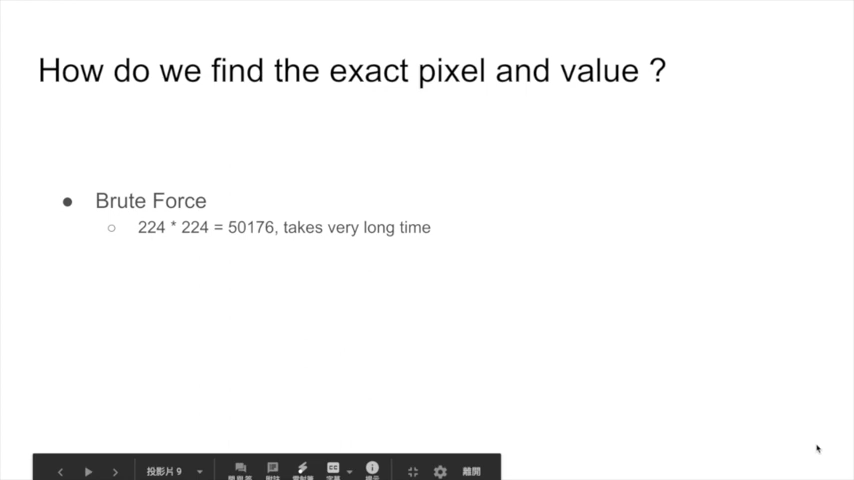 How do we find the exact pixel and value ?
● Brute Force
○ 224 * 224 = 50176, takes very long time
投影片 9
CC
離開